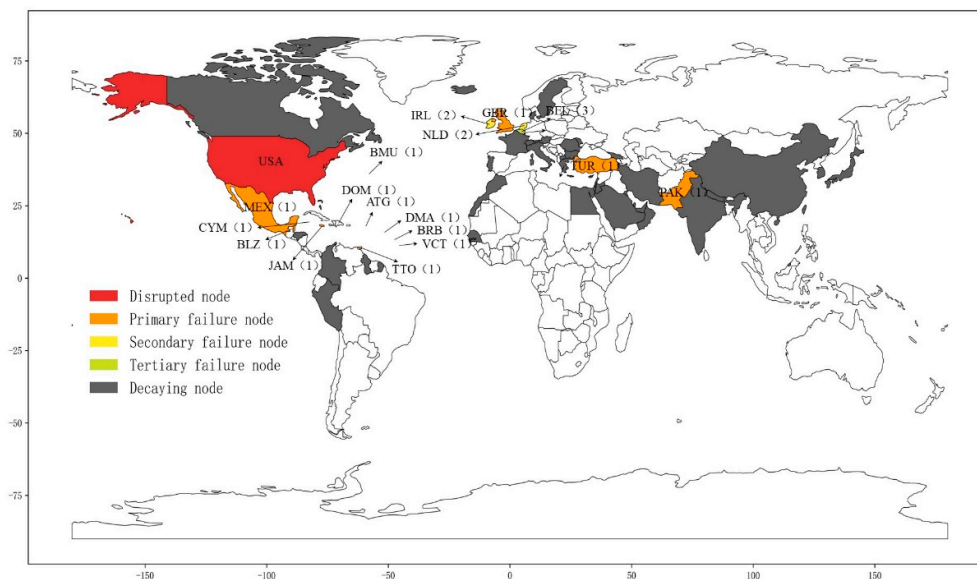 75
50
25
0
−25
−50
−75
IRL（2）
GBR（1）
BEL（3）
NLD（2）
USA
BMU（1）
TUR（1）
PAK（1）
DOM（1）
ATG（1）
MEX（1）
DMA（1）
CYM（1）
BRB（1）
BLZ（1）
VCT（1）
JAM（1）
TTO（1）
Disrupted node
Primary failure node
Secondary failure node
Tertiary failure node
Decaying node
−150
−100
−50
0
50
100
150